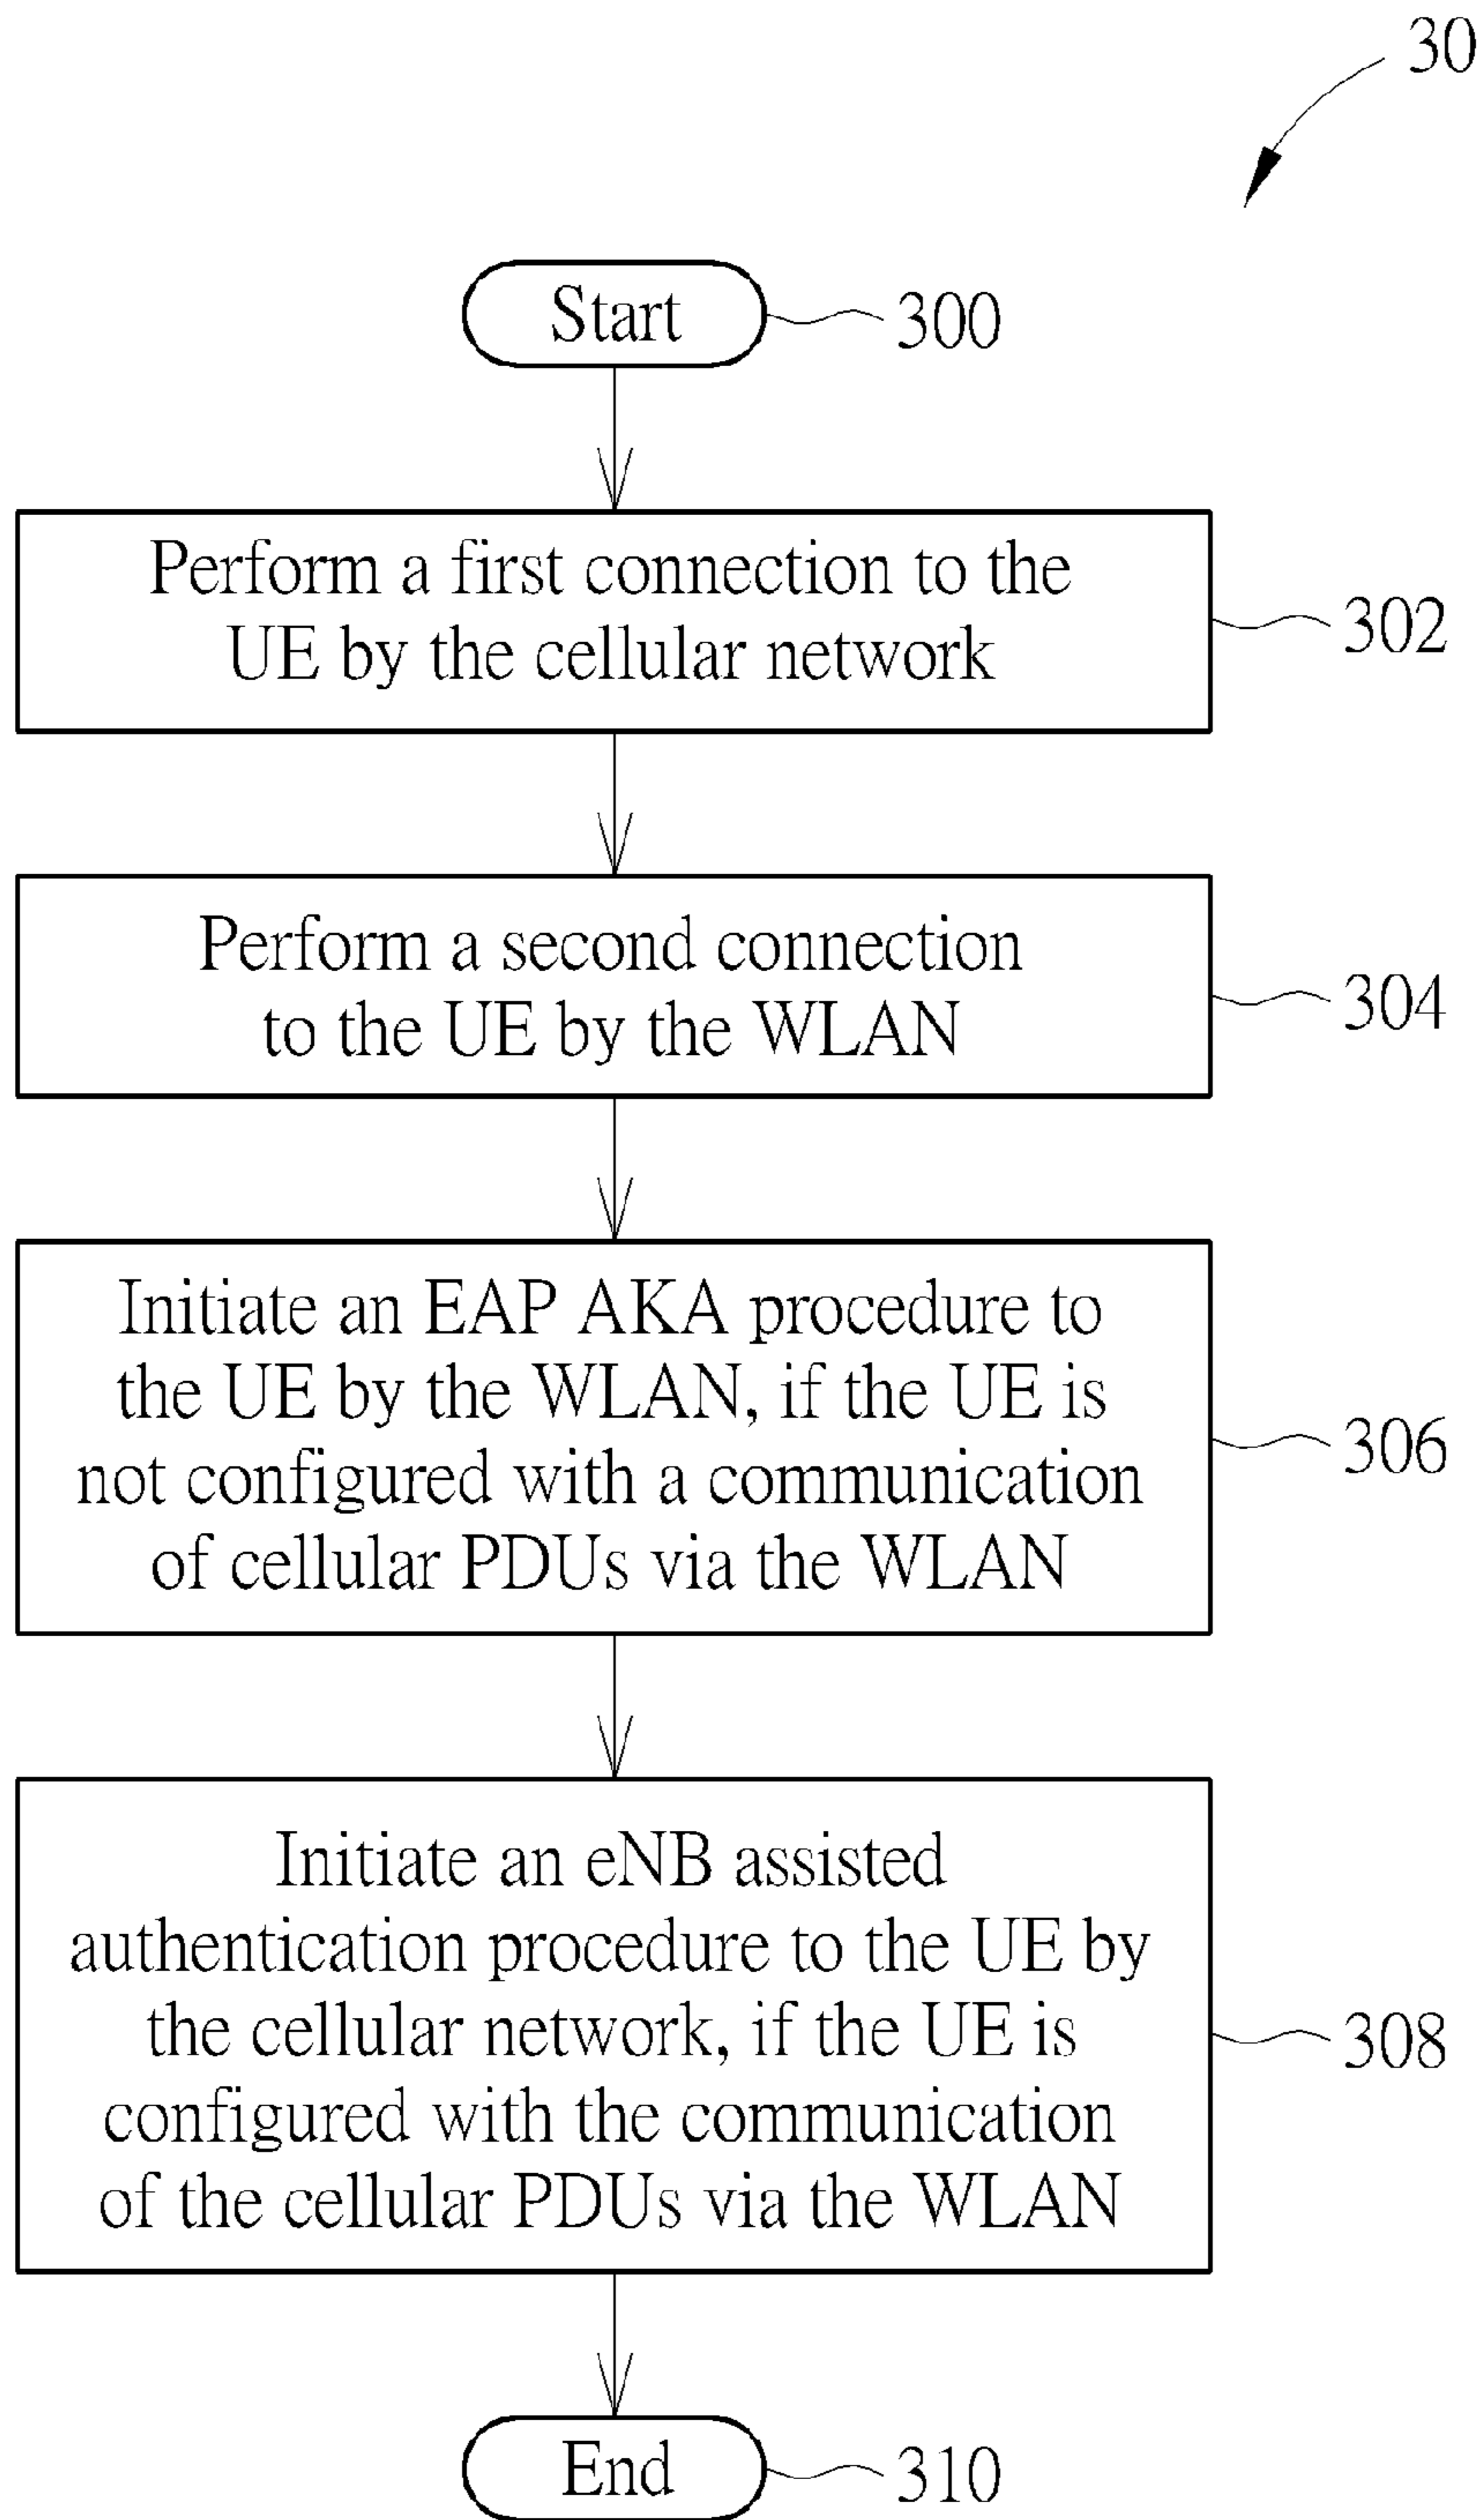 30
Start
300
Perform a first connection to the
UE by the cellular network
302
Perform a second connection
to the UE by the WLAN
304
Initiate an EAP AKA procedure to
the UE by the WLAN, if the UE is
not configured with a communication
of cellular PDUs via the WLAN
306
Initiate an eNB assisted
authentication procedure to the UE by
the cellular network, if the UE is
configured with the communication
of the cellular PDUs via the WLAN
308
End
310